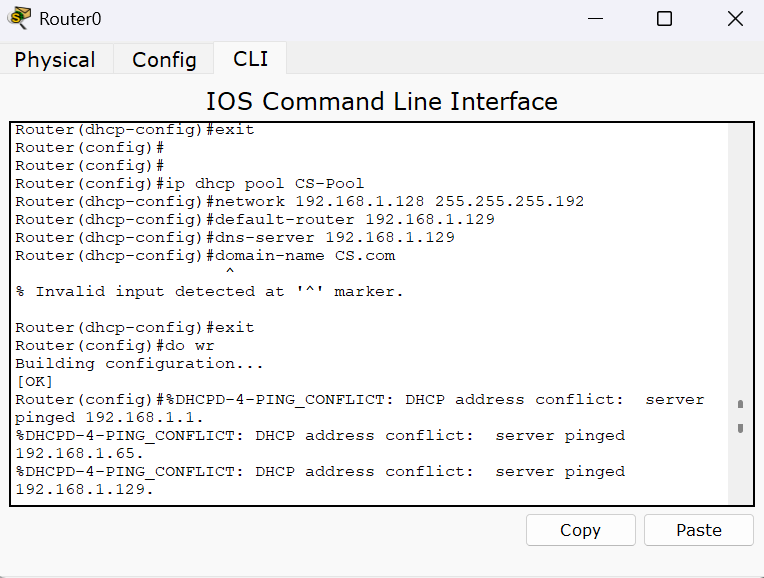 Router0
Physical Config CLI
IOS Command Line Interface
Router(dhcp-config)#exit
Router(config)#
Router(config)#
Router(config)#ip dhcp pool CS-Pool
Router(dhcp-config)#network 192.168.1.128 255.255.255.192
Router(dhcp-config)#default-router 192.168.1.129
Router(dhcp-config)#dns-server 192.168.1.129
Router(dhcp-config)#domain-name CS.com
^
% Invalid input detected at '^' marker.
Router(dhcp-config)#exit
Router(config)#do wr
Building configuration...
[OK]
Router(config)#%DHCPD-4-PING_CONFLICT: DHCP address conflict:  server
pinged 192.168.1.1.
%DHCPD-4-PING_CONFLICT: DHCP address conflict:  server pinged
192.168.1.65.
%DHCPD-4-PING_CONFLICT: DHCP address conflict:  server pinged
192.168.1.129.
Copy Paste